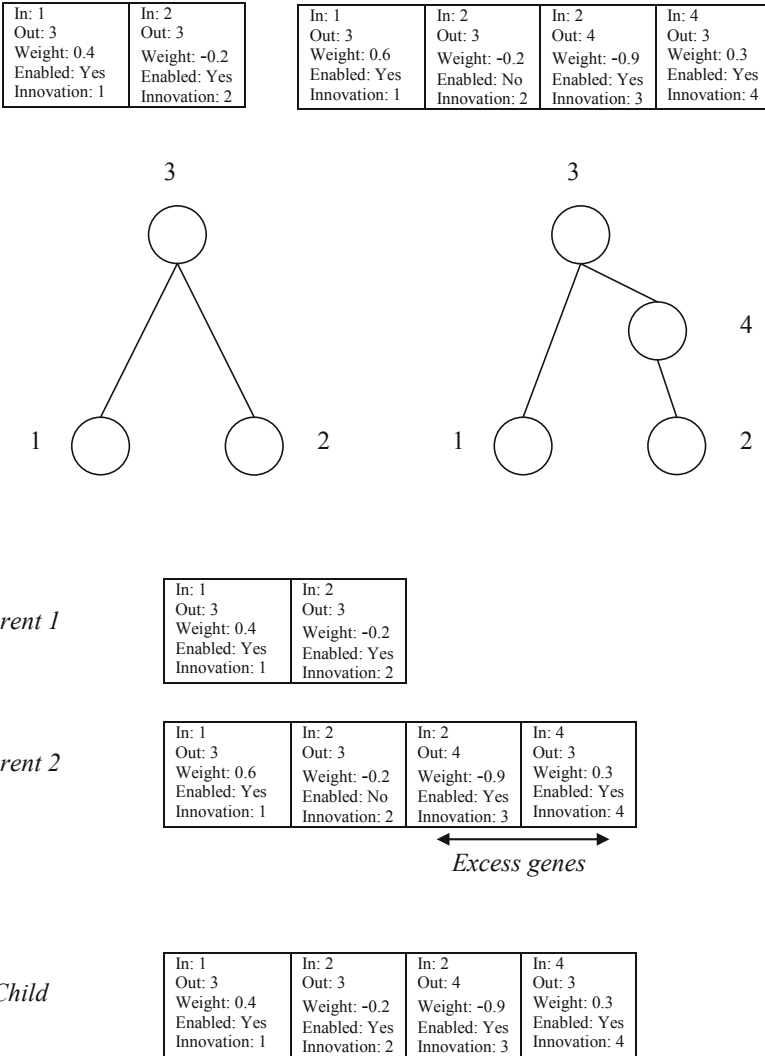 In: 1
Out: 3
Weight: 0.4
Enabled: Yes
Innovation: 1
In: 2
Out: 3
Weight: -0.2
Enabled: Yes
Innovation: 2
In: 1
Out: 3
Weight: 0.6
Enabled: Yes
Innovation: 1
In: 2
Out: 3
Weight: -0.2
Enabled: No
Innovation: 2
In: 2
Out: 4
Weight: -0.9
Enabled: Yes
Innovation: 3
In: 4
Out: 3
Weight: 0.3
Enabled: Yes
Innovation: 4
3
1
2
3
4
1
2
rent 1
In: 1
Out: 3
Weight: 0.4
Enabled: Yes
Innovation: 1
In: 2
Out: 3
Weight: -0.2
Enabled: Yes
Innovation: 2
rent 2
In: 1
Out: 3
Weight: 0.6
Enabled: Yes
Innovation: 1
In: 2
Out: 3
Weight: -0.2
Enabled: No
Innovation: 2
In: 2
Out: 4
Weight: -0.9
Enabled: Yes
Innovation: 3
In: 4
Out: 3
Weight: 0.3
Enabled: Yes
Innovation: 4
Excess genes
Child
In: 1
Out: 3
Weight: 0.4
Enabled: Yes
Innovation: 1
In: 2
Out: 3
Weight: -0.2
Enabled: Yes
Innovation: 2
In: 2
Out: 4
Weight: -0.9
Enabled: Yes
Innovation: 3
In: 4
Out: 3
Weight: 0.3
Enabled: Yes
Innovation: 4